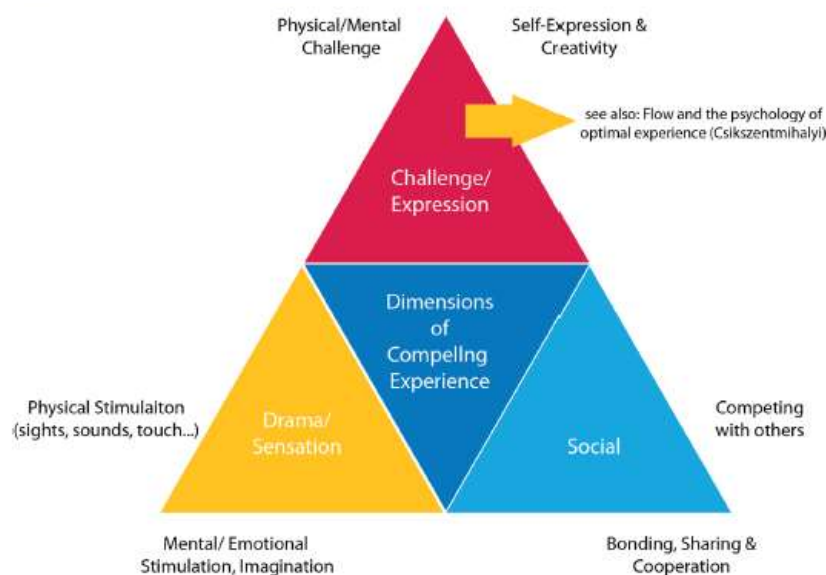 Physical/Mental
Challenge
Self-Expression &
Creativity
see also: Flow and the psychology of
optimal experience (Csikszentmihalyi)
Challenge/
Expression
Dimensions
of
Compellng
Experience
Physical Stimulaiton
(sights, sounds, touch...)
Drama/
Sensation
Social
Competing
with others
Mental/ Emotional
Stimulation, Imagination
Bonding, Sharing &
Cooperation